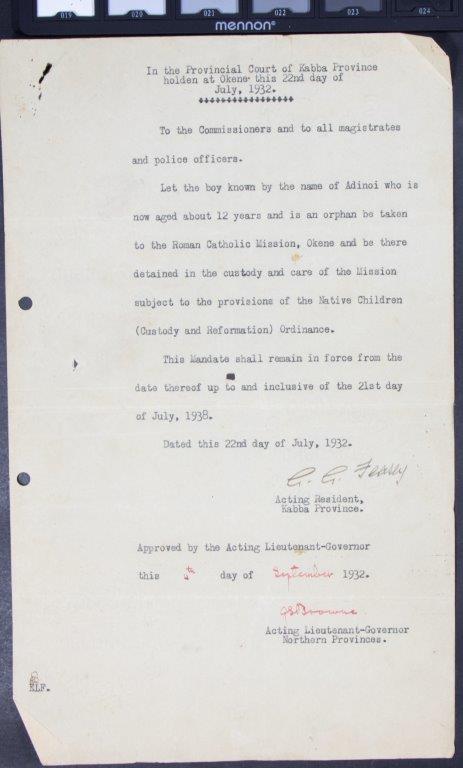 019 020 021 022 023 024
mennon
In the Provincial Court of Kabba Province
holden at Okene this 22nd day of
July, 1932.
To the Commissioners and to all magistrates
and police officers.
Let the boy known by the name of Adinoi who is
now aged about 12 years and is an orphan be taken
to the Roman Catholic Mission, Okene and be there
detained in the custody and care of the Mission
subject to the provisions of the Native Children
(Custody and Reformation) Ordinance.
This Mandate shall remain in force from the
date thereof up to and inclusive of the 21st day
of July, 1938.
Dated this 22nd day of July, 1932.
Acting Resident,
Kabba Province.
Approved by the Acting Lieutenant-Governor
this day of September 1932.
GSBrowne
Acting Lieutenant-Governor
Northern Provinces.
ELF.